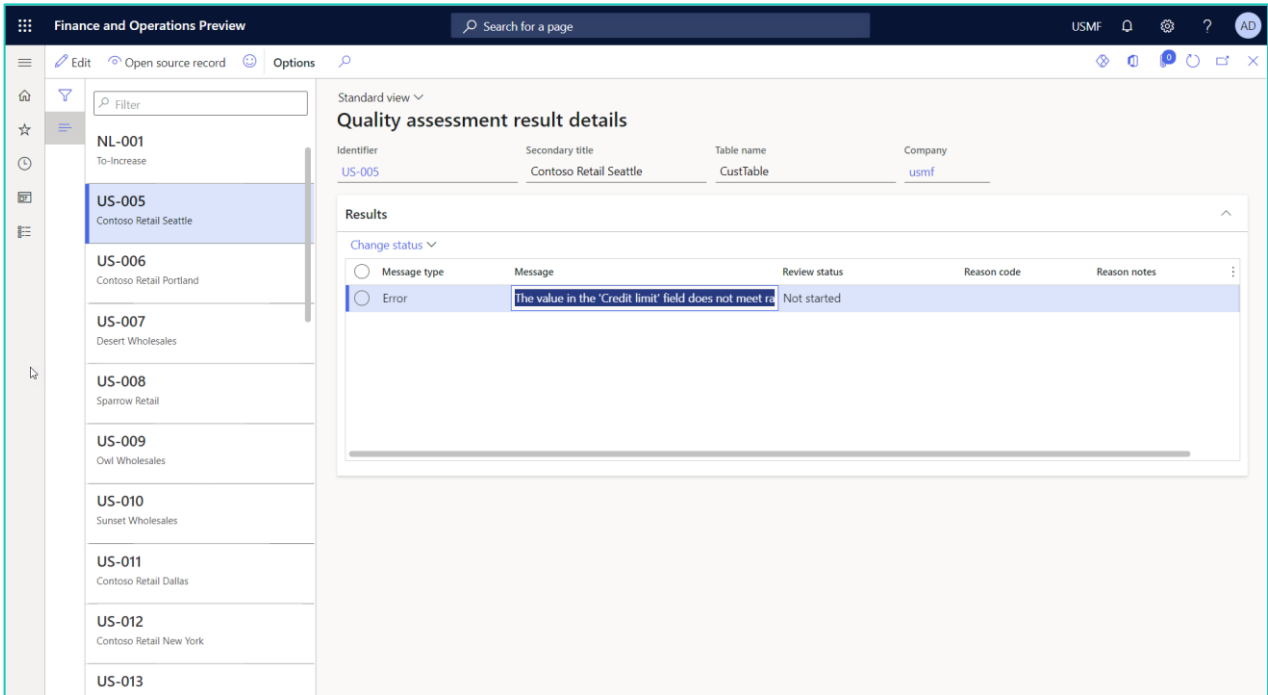 Finance and Operations Preview
Search for a page
USMF
?
AD
Edit
Open source record
Options
0
Filter
NL-001
To-Increase
US-005
Contoso Retail Seattle
US-006
Contoso Retail Portland
US-007
Desert Wholesales
US-008
Sparrow Retail
US-009
Owl Wholesales
US-010
Sunset Wholesales
US-011
Contoso Retail Dallas
US-012
Contoso Retail New York
US-013
Standard view
Quality assessment result details
Identifier Secondary title Table name Company
US-005 Contoso Retail Seattle CustTable usmf
Results
Change status
Message type Message Review status Reason code Reason notes
Error The value in the 'Credit limit' field does not meet ra Not started